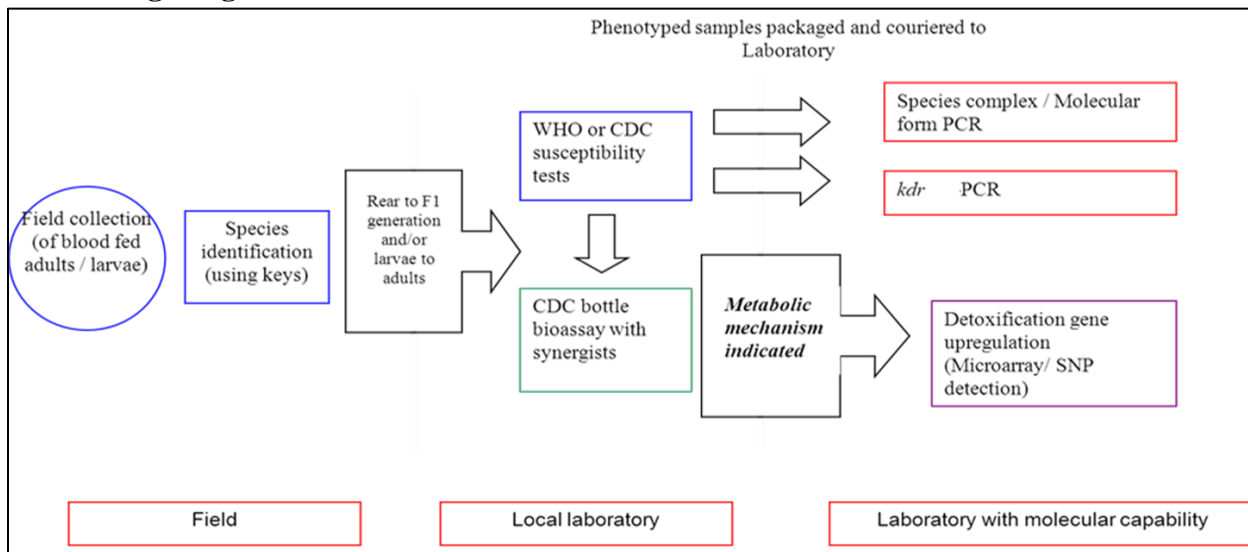 Phenotyped samples packaged and couriered to
Laboratory
Field collection
(of blood fed
adults / larvae)
Species
identification
(using keys)
Rear to F1
generation
and/or
larvae to
adults
WHO or CDC
susceptibility
tests
CDC bottle
bioassay with
synergists
Species complex / Molecular
form PCR
kdr PCR
Metabolic
mechanism
indicated
Detoxification gene
upregulation
(Microarray/ SNP
detection)
Field
Local laboratory
Laboratory with molecular capability